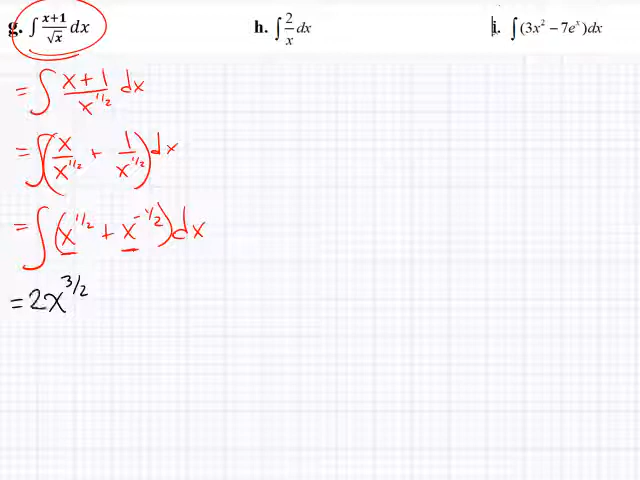 g. ∫ (x+1)/√x dx
h. ∫ 2/x dx
i. ∫ (3x² − 7eˣ)dx
= ∫ (x+1)/x^(1/2) dx
= ∫ (x/x^(1/2) + 1/x^(1/2)) dx
= ∫ (x^(1/2) + x^(-1/2)) dx
= 2x^(3/2)